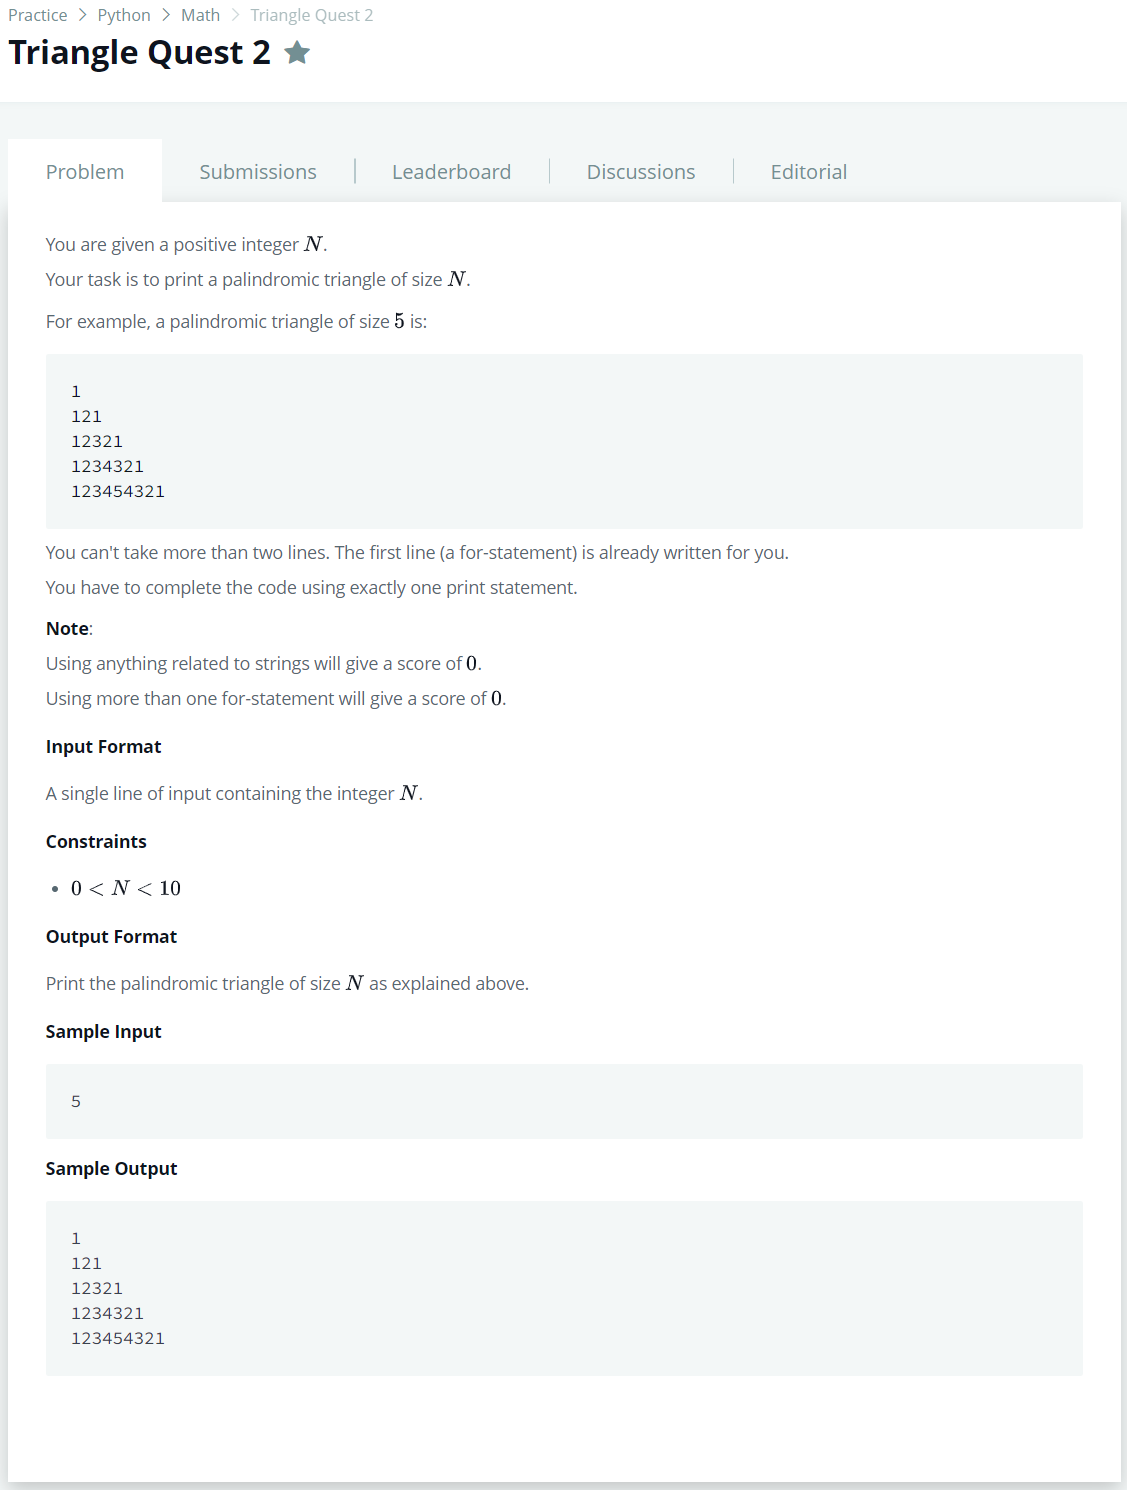 Practice > Python > Math > Triangle Quest 2
Triangle Quest 2
Problem
Submissions
Leaderboard
Discussions
Editorial
You are given a positive integer N.
Your task is to print a palindromic triangle of size N.
For example, a palindromic triangle of size 5 is:
1
121
12321
1234321
123454321
You can't take more than two lines. The first line (a for-statement) is already written for you.
You have to complete the code using exactly one print statement.
Note:
Using anything related to strings will give a score of 0.
Using more than one for-statement will give a score of 0.
Input Format
A single line of input containing the integer N.
Constraints
• 0 < N < 10
Output Format
Print the palindromic triangle of size N as explained above.
Sample Input
5
Sample Output
1
121
12321
1234321
123454321